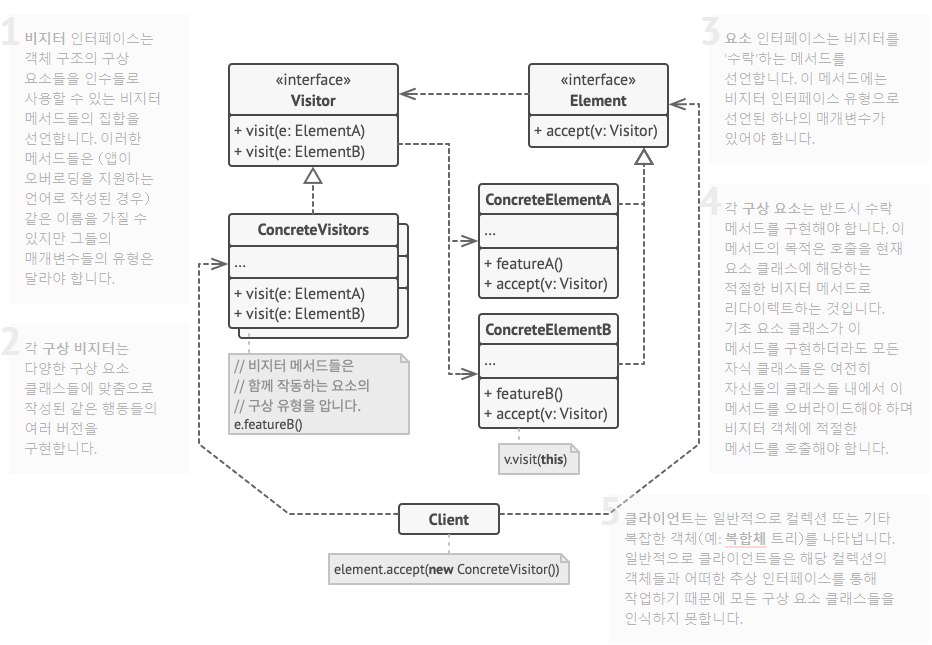 1
비지터 인터페이스는
객체 구조의 구상
요소들을 인수들로
사용할 수 있는 비지터
메서드들의 집합을
선언합니다. 이러한
메서드들은 (앱이
오버로딩을 지원하는
언어로 작성된 경우)
같은 이름을 가질 수
있지만 그들의
매개변수들의 유형은
달라야 합니다.
2
각 구상 비지터는
다양한 구상 요소
클래스들에 맞춤으로
작성된 같은 행동들의
여러 버전을
구현합니다.
«interface»
Visitor
+ visit(e: ElementA)
+ visit(e: ElementB)
ConcreteVisitors
...
+ visit(e: ElementA)
+ visit(e: ElementB)
// 비지터 메서드들은
// 함께 작동하는 요소의
// 구상 유형을 압니다.
e.featureB()
«interface»
Element
+ accept(v: Visitor)
ConcreteElementA
...
+ featureA()
+ accept(v: Visitor)
ConcreteElementB
...
+ featureB()
+ accept(v: Visitor)
v.visit(this)
Client
element.accept(new ConcreteVisitor())
3
요소 인터페이스는 비지터를
'수락'하는 메서드를
선언합니다. 이 메서드에는
비지터 인터페이스 유형으로
선언된 하나의 매개변수가
있어야 합니다.
4
각 구상 요소는 반드시 수락
메서드를 구현해야 합니다. 이
메서드의 목적은 호출을 현재
요소 클래스에 해당하는
적절한 비지터 메서드로
리다이렉트하는 것입니다.
기초 요소 클래스가 이
메서드를 구현하더라도 모든
자식 클래스들은 여전히
자신들의 클래스들 내에서 이
메서드를 오버라이드해야 하며
비지터 객체에 적절한
메서드를 호출해야 합니다.
5
클라이언트는 일반적으로 컬렉션 또는 기타
복잡한 객체(예: 복합체 트리)를 나타냅니다.
일반적으로 클라이언트들은 해당 컬렉션의
객체들과 어떠한 추상 인터페이스를 통해
작업하기 때문에 모든 구상 요소 클래스들을
인식하지 못합니다.